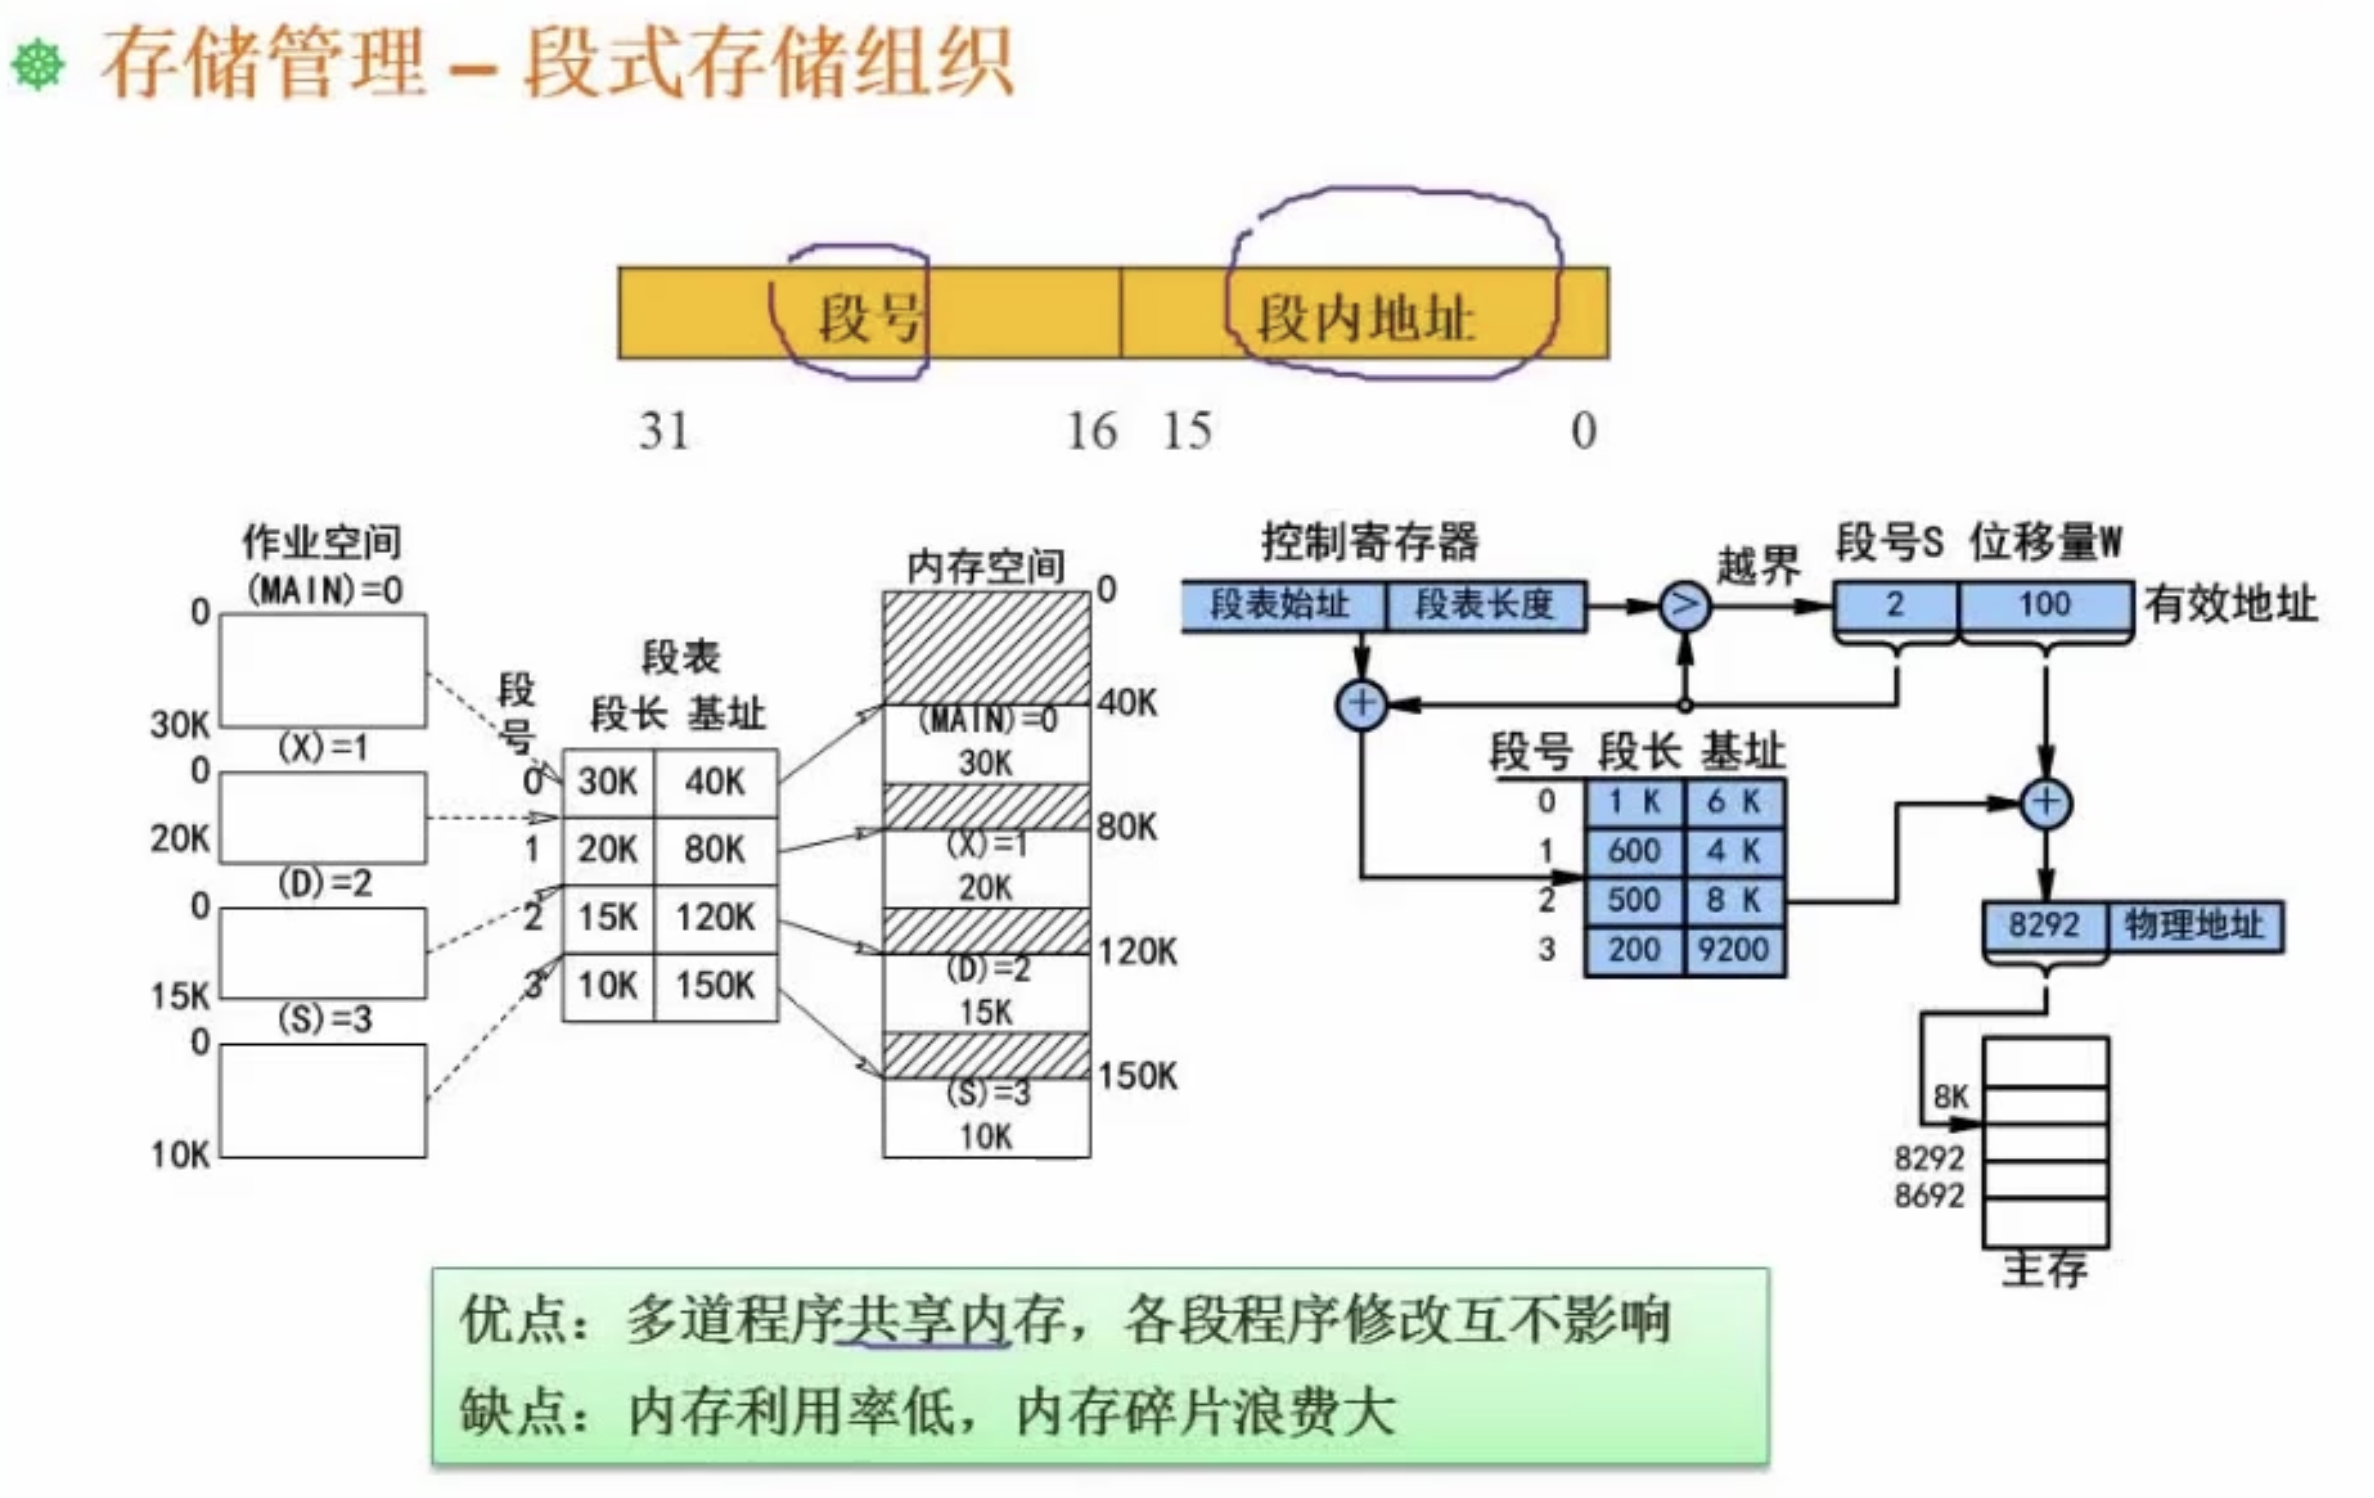 存储管理 – 段式存储组织
段号 段内地址
31 16 15 0
作业空间
(MAIN)=0
0
30K
(X)=1
0
20K
(D)=2
0
15K
(S)=3
0
10K
段号
段表
段长 基址
0 30K 40K
1 20K 80K
2 15K 120K
3 10K 150K
内存空间
0
40K
(MAIN)=0
30K
80K
(X)=1
20K
120K
(D)=2
15K
150K
(S)=3
10K
控制寄存器
段表始址 段表长度
>
越界
段号S 位移量W
2 100 有效地址
+
段号 段长 基址
0 1 K 6 K
1 600 4 K
2 500 8 K
3 200 9200
+
8292 物理地址
8K
8292
8692
主存
优点：多道程序共享内存，各段程序修改互不影响
缺点：内存利用率低，内存碎片浪费大